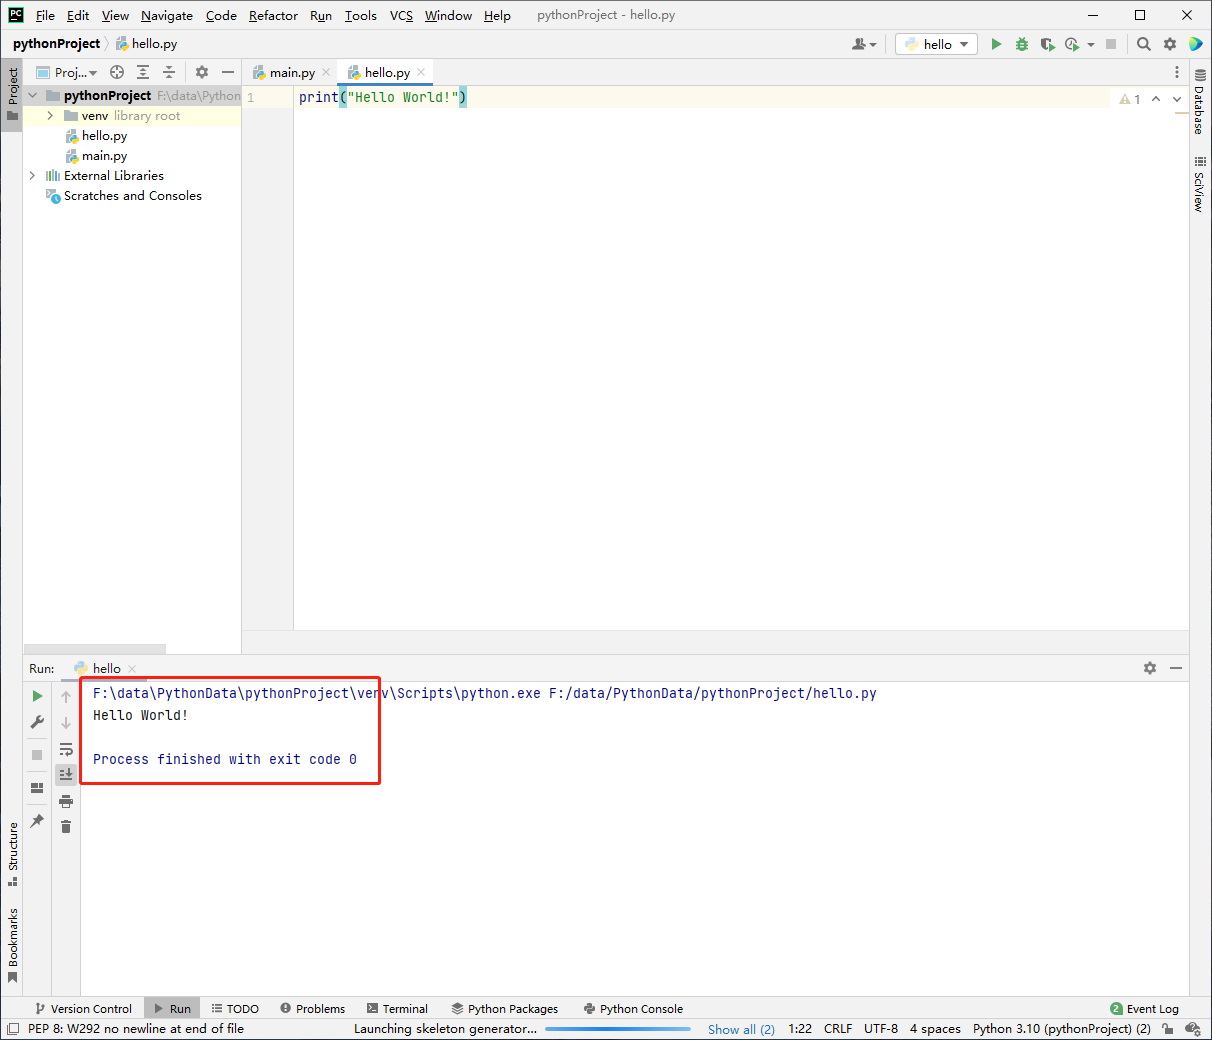 PC File Edit View Navigate Code Refactor Run Tools VCS Window Help pythonProject - hello.py
pythonProject hello.py hello
Project
Proj... main.py hello.py
pythonProject F:\data\Python
venv library root
hello.py
main.py
External Libraries
Scratches and Consoles
1 print("Hello World!") 1
Database
SciView
Run: hello
F:\data\PythonData\pythonProject\venv\Scripts\python.exe F:/data/PythonData/pythonProject/hello.py
Hello World!
Process finished with exit code 0
Structure
Bookmarks
Version Control Run TODO Problems Terminal Python Packages Python Console 2 Event Log
PEP 8: W292 no newline at end of file Launching skeleton generator... Show all (2) 1:22 CRLF UTF-8 4 spaces Python 3.10 (pythonProject) (2)